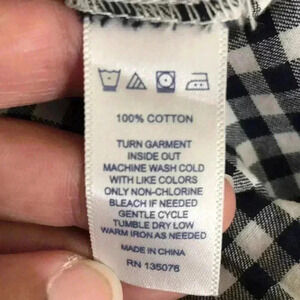 100% COTTON
TURN GARMENT
INSIDE OUT
MACHINE WASH COLD
WITH LIKE COLORS
ONLY NON-CHLORINE
BLEACH IF NEEDED
GENTLE CYCLE
TUMBLE DRY LOW
WARM IRON AS NEEDED
MADE IN CHINA
RN 135076